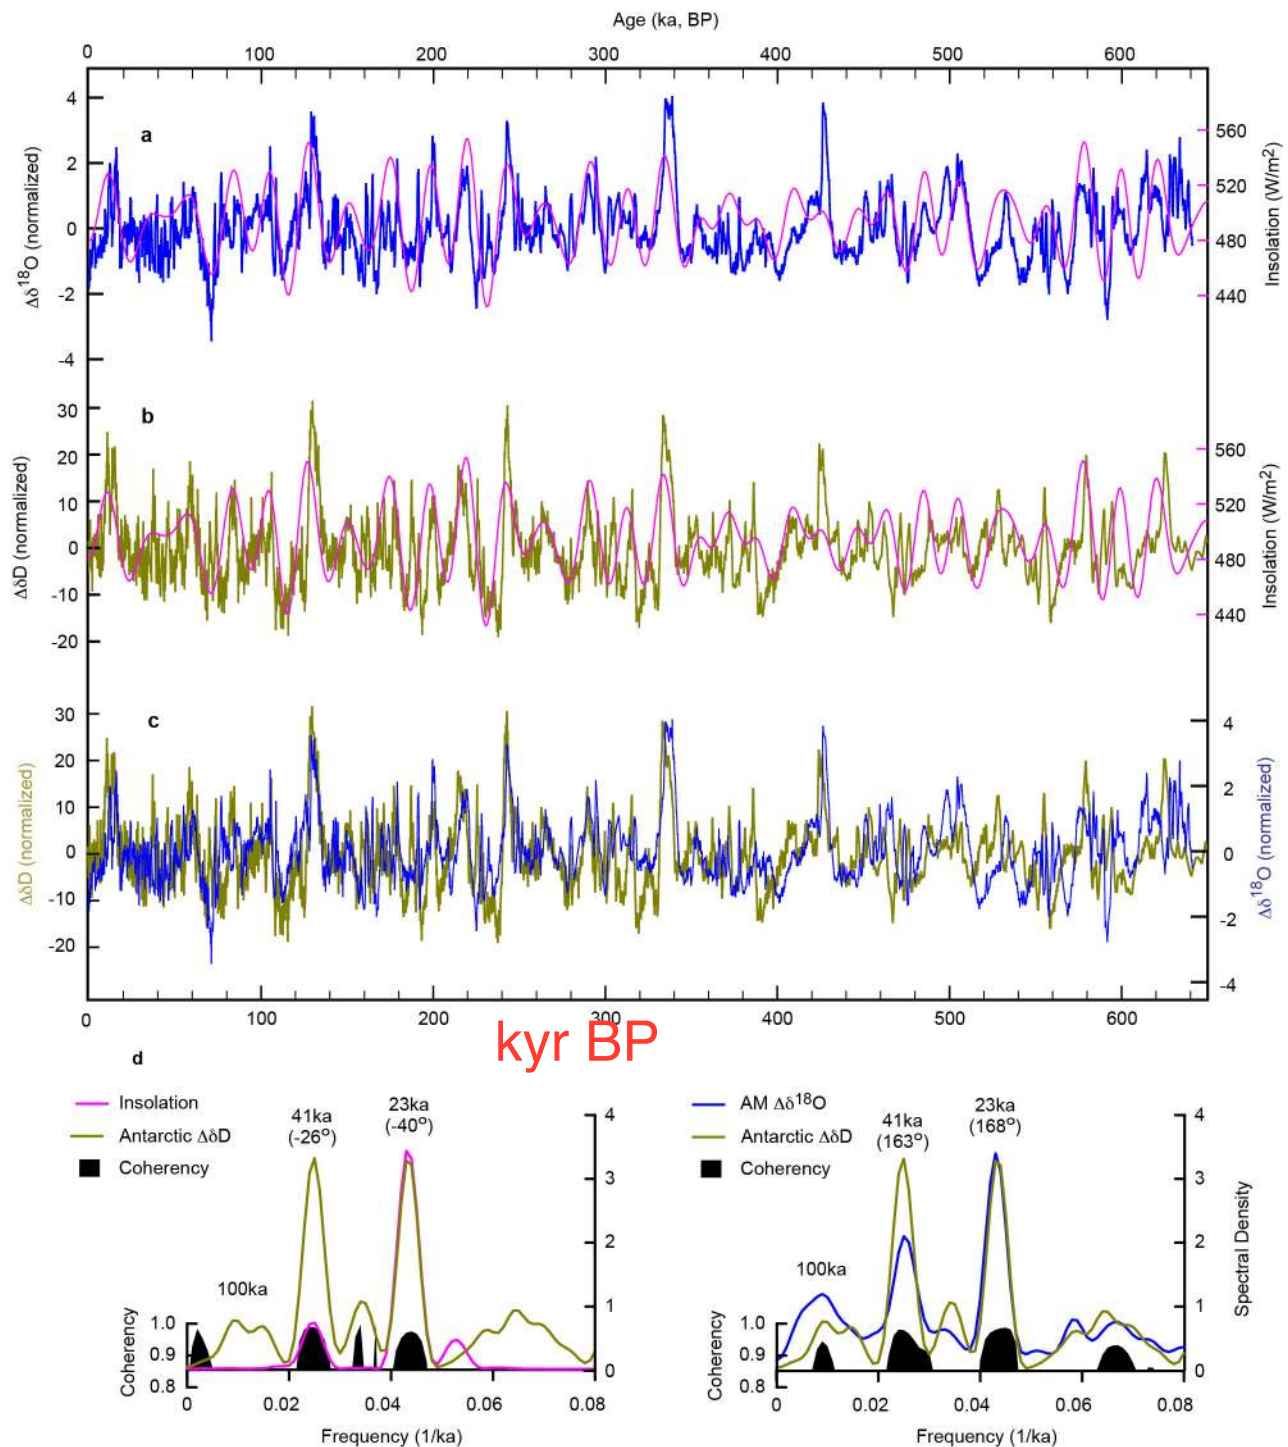 Age (ka, BP)
0 100 200 300 400 500 600
a
4
2
0
-2
-4
Δδ¹⁸O (normalized)
560
520
480
440
Insolation (W/m²)
b
30
20
10
0
-10
-20
ΔδD (normalized)
560
520
480
440
Insolation (W/m²)
c
30
20
10
0
-10
-20
ΔδD (normalized)
4
2
0
-2
-4
Δδ¹⁸O (normalized)
0 100 200 300 400 500 600
kyr BP
d
Insolation
Antarctic ΔδD
Coherency
41ka
(-26°)
23ka
(-40°)
100ka
4
3
2
1
0
Coherency
1.0
0.9
0.8
0 0.02 0.04 0.06 0.08
Frequency (1/ka)
AM Δδ¹⁸O
Antarctic ΔδD
Coherency
41ka
(163°)
23ka
(168°)
100ka
4
3
2
1
0
Spectral Density
Coherency
1.0
0.9
0.8
0 0.02 0.04 0.06 0.08
Frequency (1/ka)